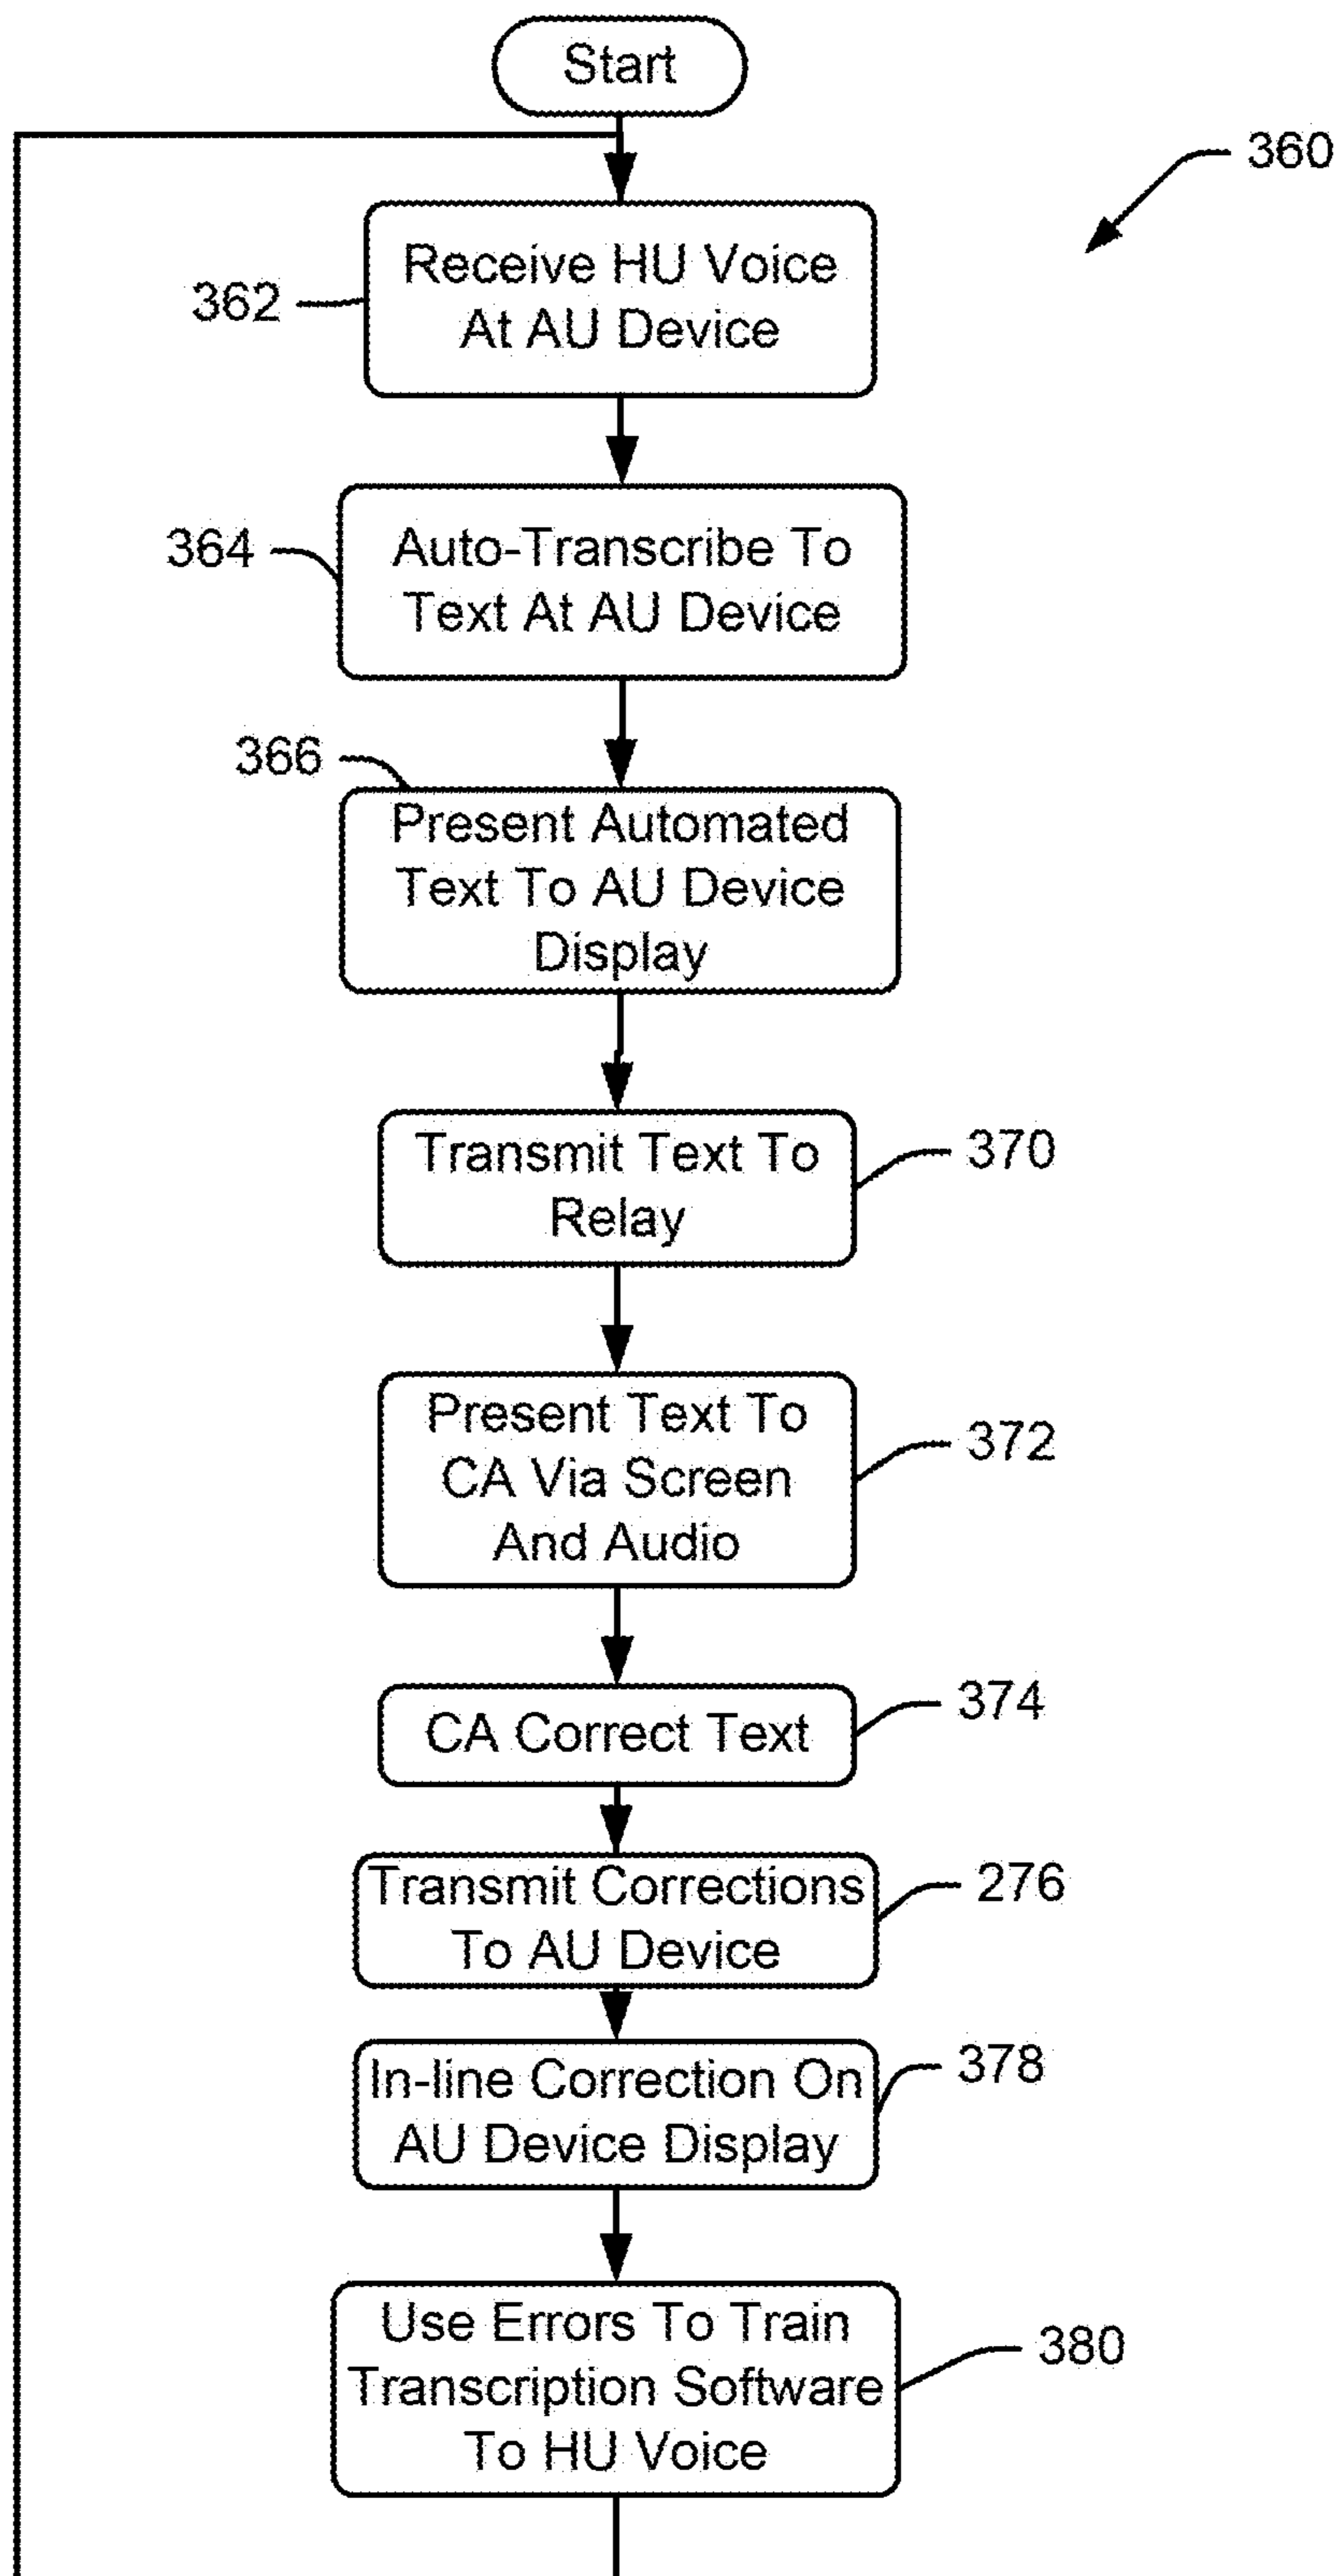 Start
360
Receive HU Voice
At AU Device
362
Auto-Transcribe To
Text At AU Device
364
366
Present Automated
Text To AU Device
Display
Transmit Text To
Relay
370
Present Text To
CA Via Screen
And Audio
372
CA Correct Text
374
Transmit Corrections
To AU Device
276
In-line Correction On
AU Device Display
378
Use Errors To Train
Transcription Software
To HU Voice
380